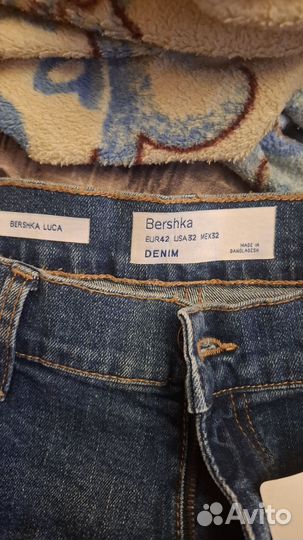 BERSHKA LUCA
Bershka
EUR42 USA32 MEX32
DENIM
MADE IN
BANGLADESH
Avito